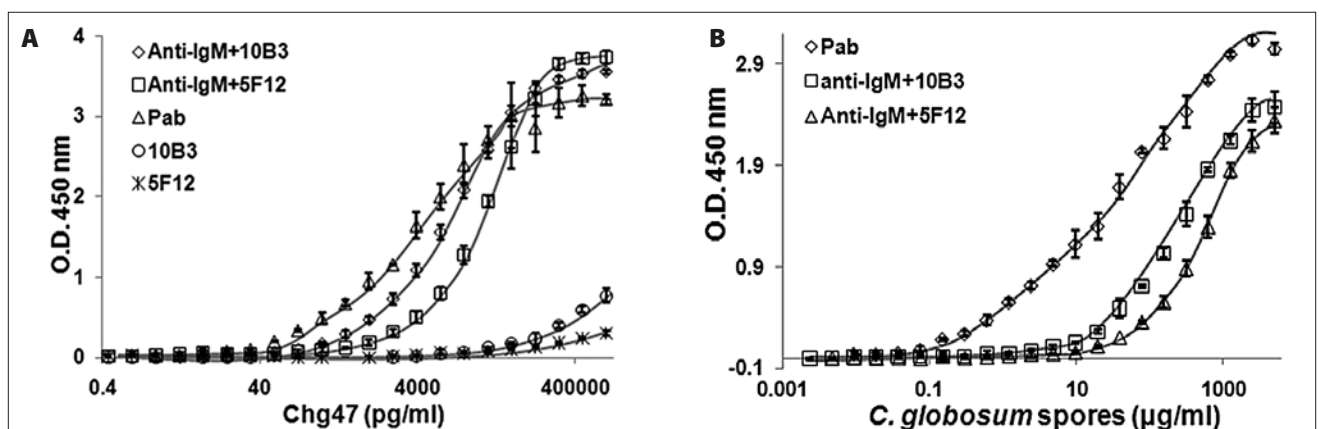 A
4
3
2
1
0
O.D. 450 nm
Anti-IgM+10B3
Anti-IgM+5F12
Pab
10B3
5F12
0.4
40
4000
400000
Chg47 (pg/ml)
B
2.9
1.9
0.9
-0.1
O.D. 450 nm
Pab
anti-IgM+10B3
Anti-IgM+5F12
0.001
0.1
10
1000
C. globosum spores (µg/ml)